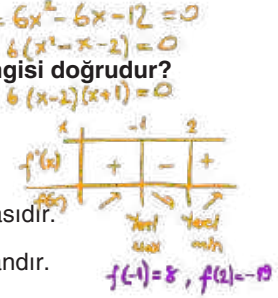 = 6x² - 6x - 12 = 0
6(x² - x - 2) = 0
ngisi doğrudur?
6(x-2)(x+1) = 0
x -1 2
f'(x) + - +
f(x)
asıdır.
Yerel Yerel
max min
andır.
f(-1)=8, f(2)=-19